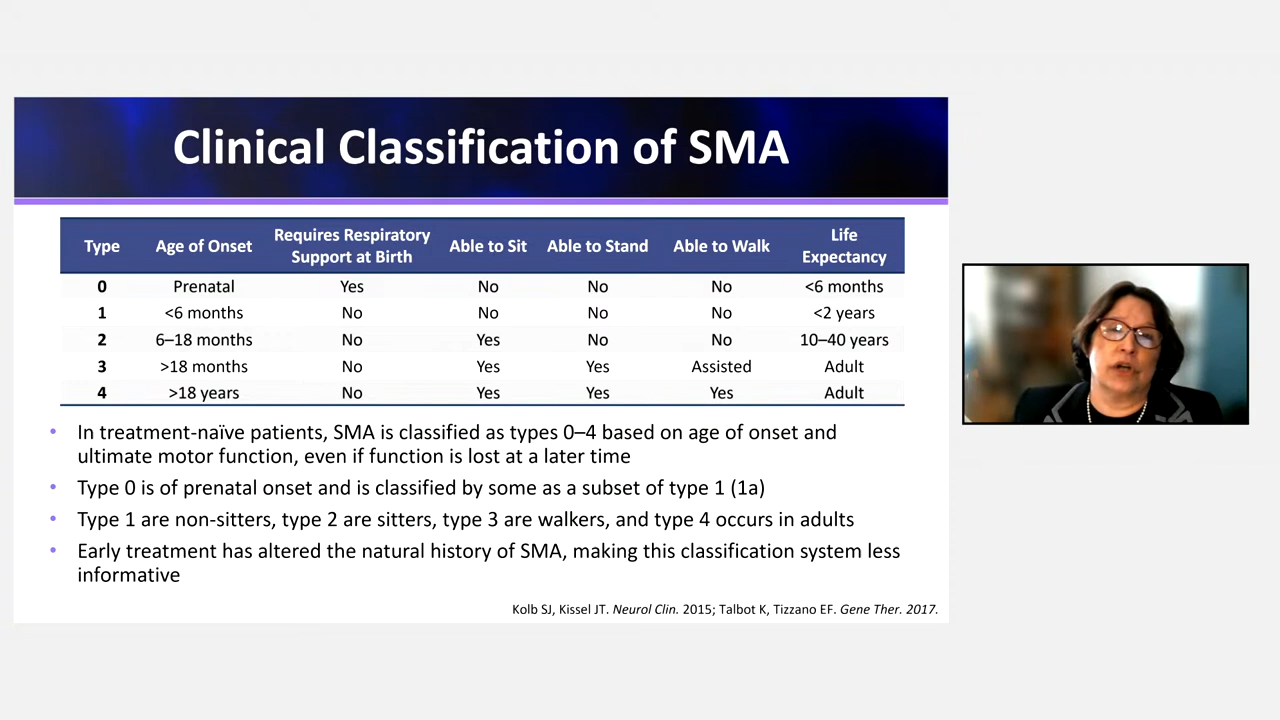 Clinical Classification of SMA
Type Age of Onset Requires Respiratory Support at Birth Able to Sit Able to Stand Able to Walk Life Expectancy
0 Prenatal Yes No No No <6 months
1 <6 months No No No No <2 years
2 6–18 months No Yes No No 10–40 years
3 >18 months No Yes Yes Assisted Adult
4 >18 years No Yes Yes Yes Adult
• In treatment-naïve patients, SMA is classified as types 0–4 based on age of onset and
ultimate motor function, even if function is lost at a later time
• Type 0 is of prenatal onset and is classified by some as a subset of type 1 (1a)
• Type 1 are non-sitters, type 2 are sitters, type 3 are walkers, and type 4 occurs in adults
• Early treatment has altered the natural history of SMA, making this classification system less
informative
Kolb SJ, Kissel JT. Neurol Clin. 2015; Talbot K, Tizzano EF. Gene Ther. 2017.